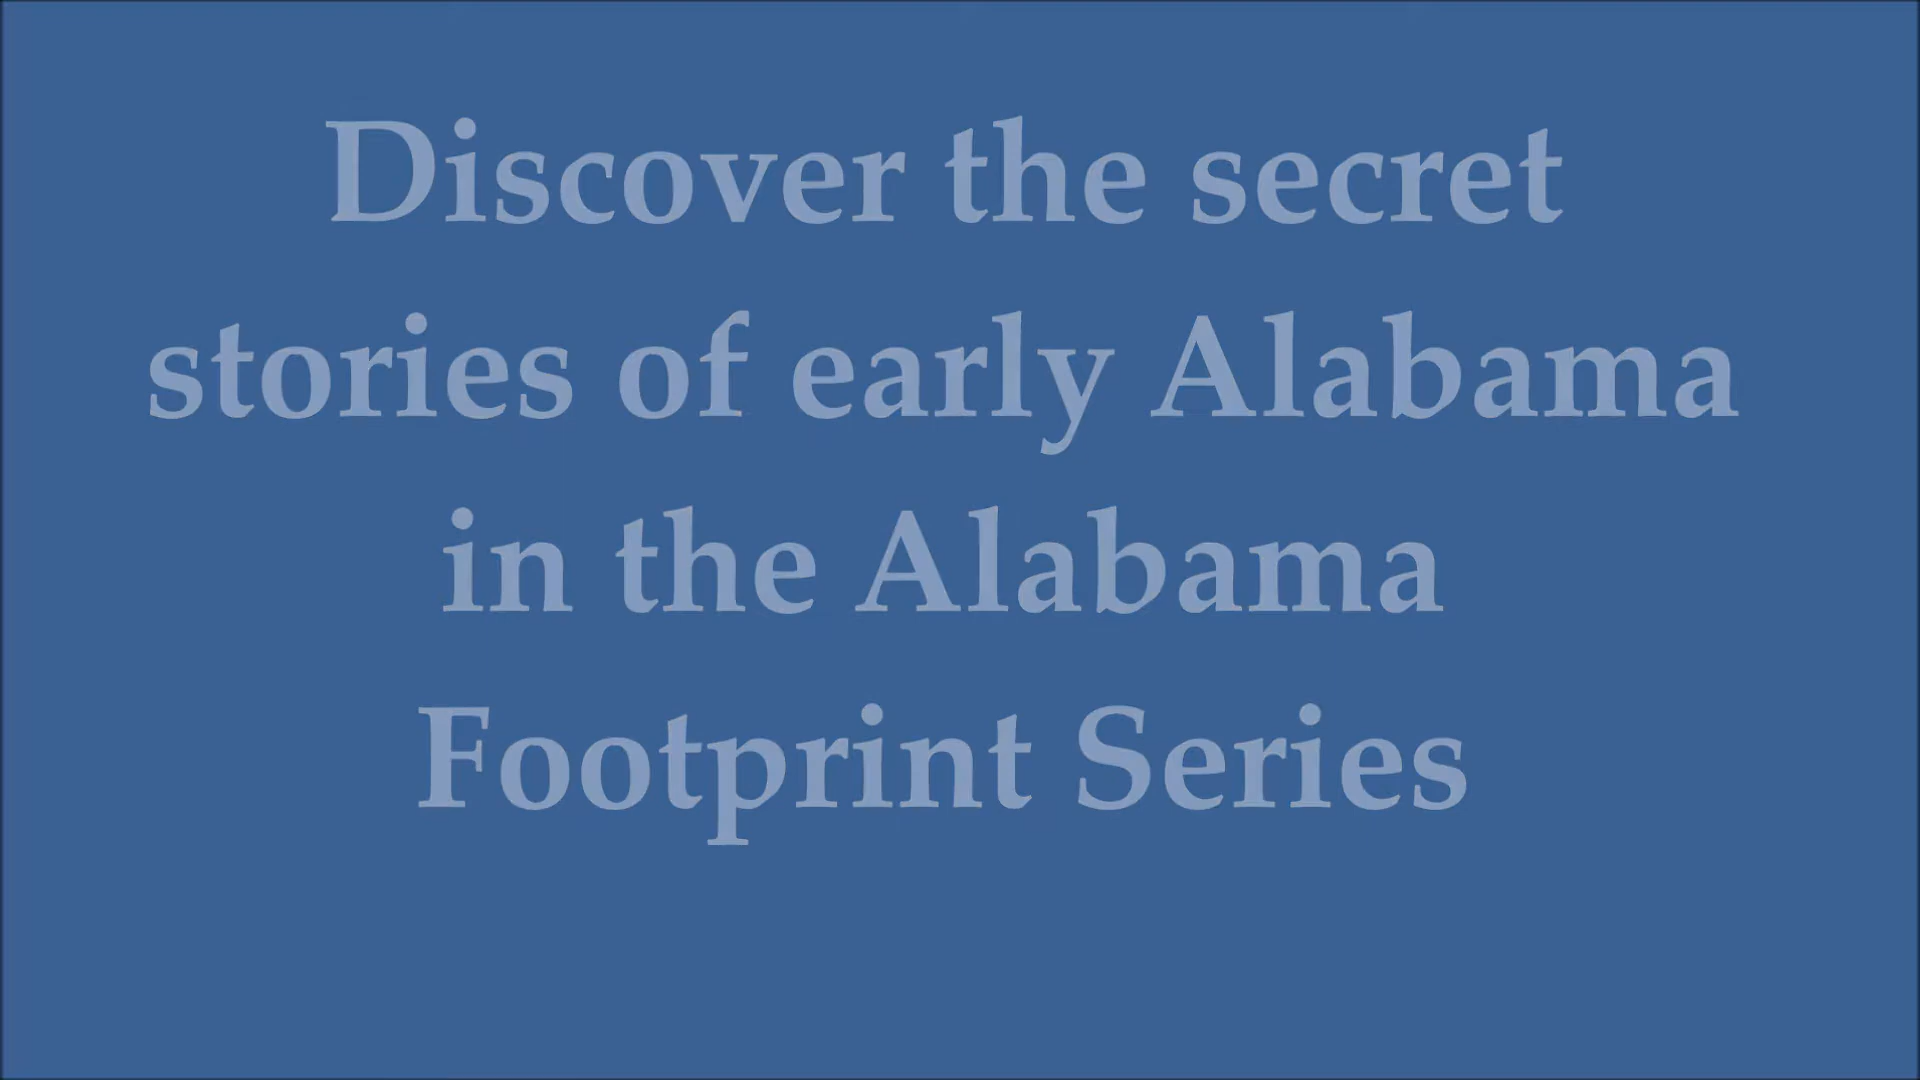 Discover the secret
stories of early Alabama
in the Alabama
Footprint Series